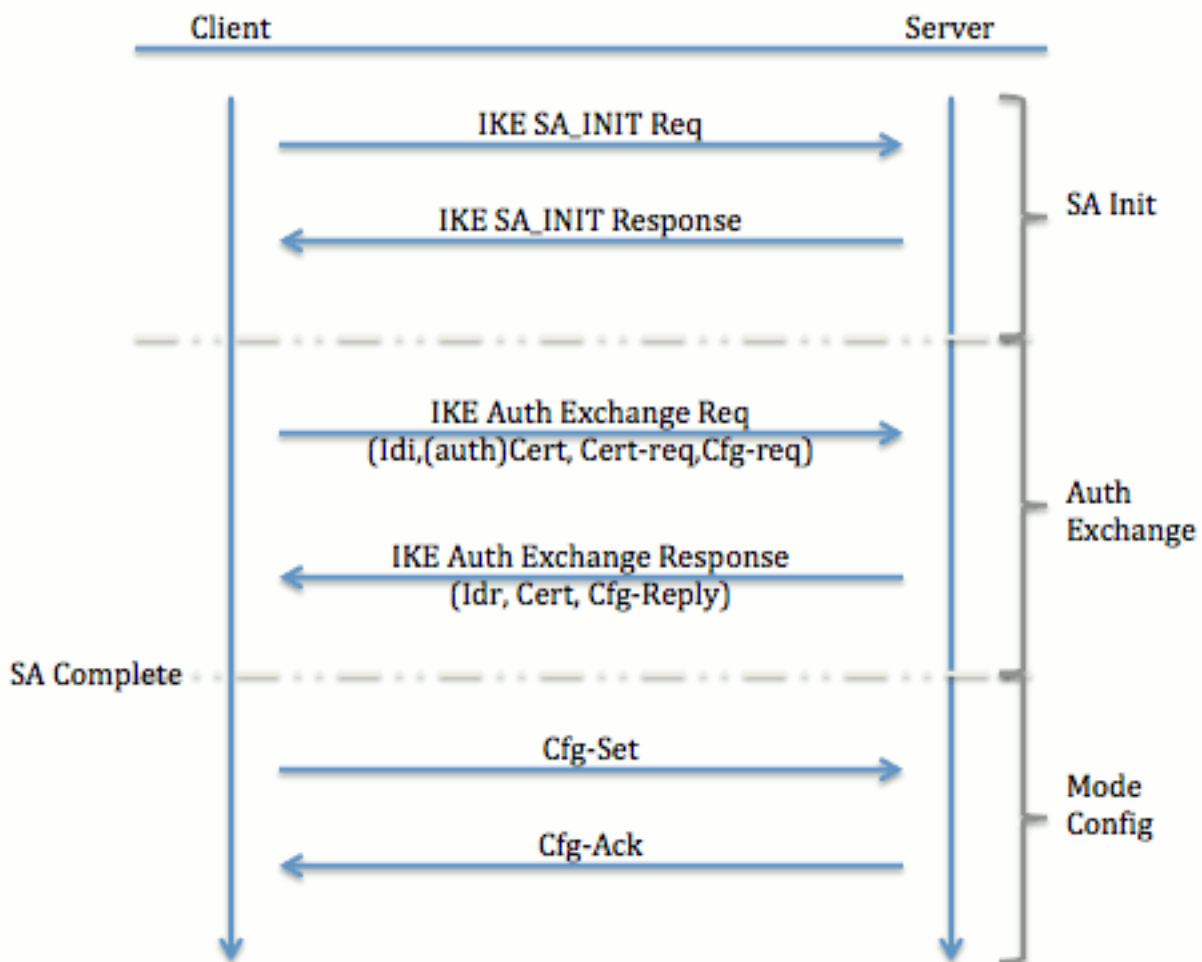 Client
Server
IKE SA_INIT Req
SA Init
IKE SA_INIT Response
IKE Auth Exchange Req
(Idi,(auth)Cert, Cert-req,Cfg-req)
Auth
Exchange
IKE Auth Exchange Response
(Idr, Cert, Cfg-Reply)
SA Complete
Cfg-Set
Mode
Config
Cfg-Ack